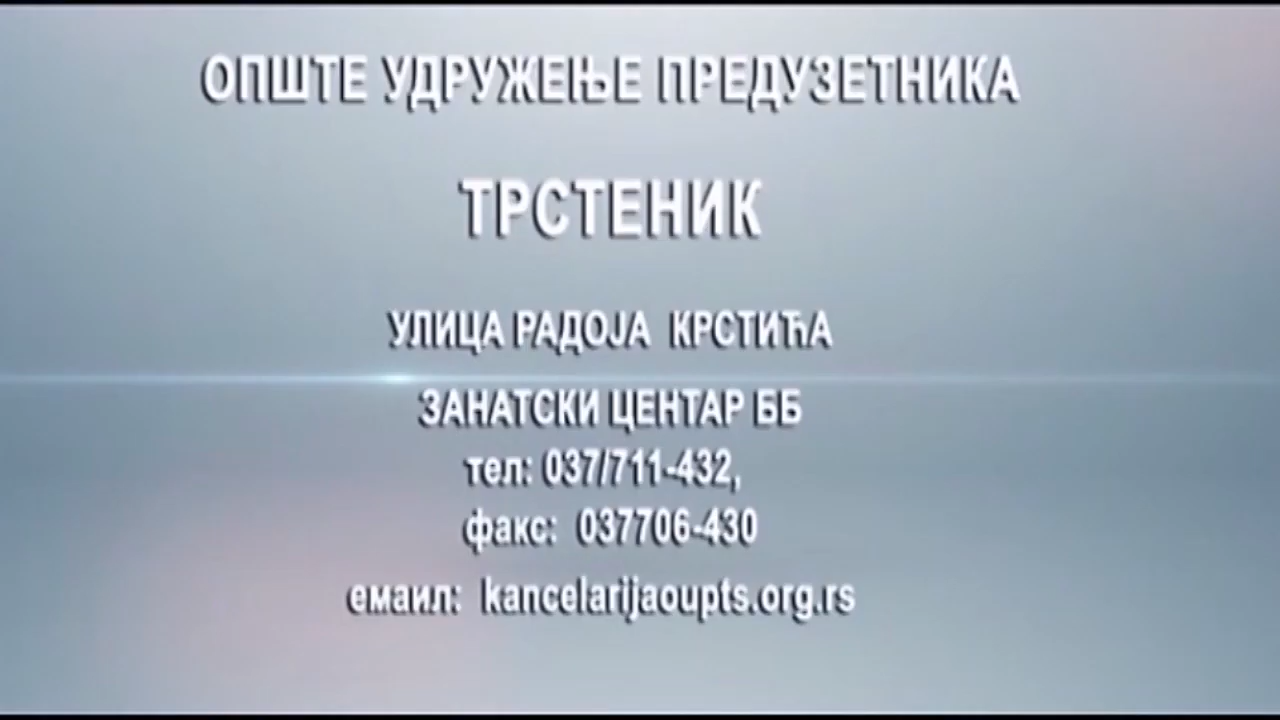 ОПШТЕ УДРУЖЕЊЕ ПРЕДУЗЕТНИКА
ТРСТЕНИК
УЛИЦА РАДОЈА КРСТИЋА
ЗАНАТСКИ ЦЕНТАР ББ
тел: 037/711-432,
факс: 037706-430
емаил: kancelarijaoupts.org.rs